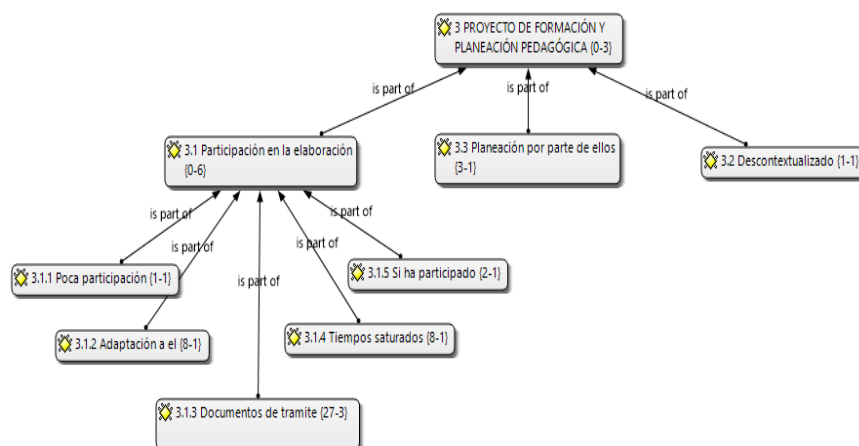 3 PROYECTO DE FORMACIÓN Y
PLANEACIÓN PEDAGÓGICA {0-3}
is part of
is part of
is part of
3.1 Participación en la elaboración
{0-6}
3.3 Planeación por parte de ellos
{3-1}
3.2 Descontextualizado {1-1}
is part of
is part of
is part of
is part of
is part of
3.1.1 Poca participación {1-1}
3.1.5 Si ha participado {2-1}
3.1.2 Adaptación a el {8-1}
3.1.4 Tiempos saturados {8-1}
3.1.3 Documentos de tramite {27-3}